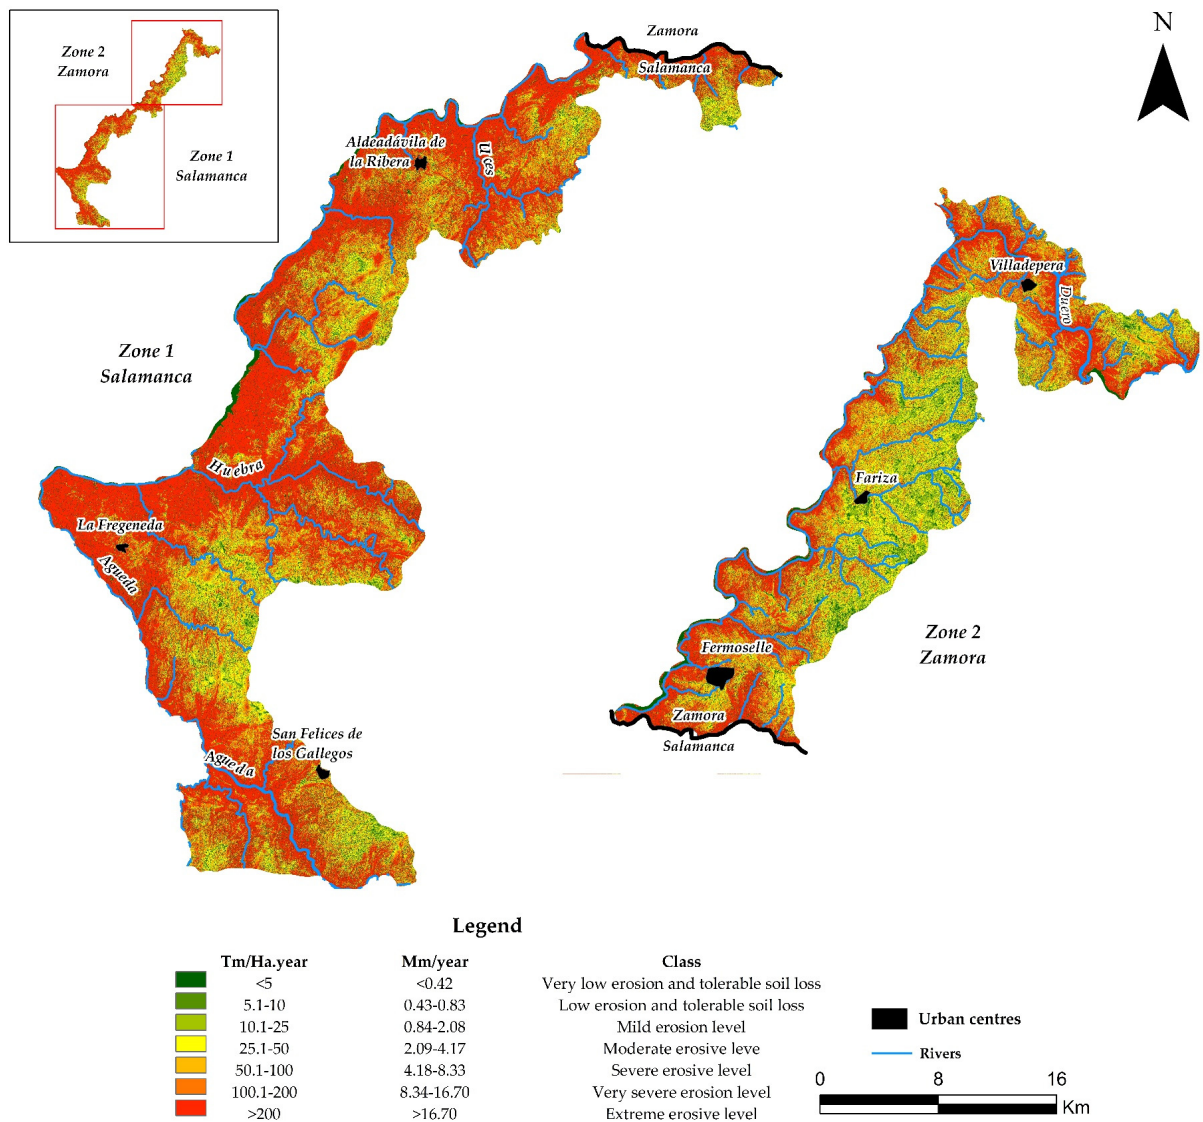 Zone 2
Zamora
Zone 1
Salamanca
Zamora
Salamanca
N
Aldeadávila de
la Ribera
Uces
Villadepera
Duero
Zone 1
Salamanca
Huebra
Fariza
La Fregeneda
Agueda
Zone 2
Zamora
Fermoselle
Zamora
Salamanca
San Felices de
los Gallegos
Agueda
Legend
Tm/Ha.year Mm/year Class
<5 <0.42 Very low erosion and tolerable soil loss
5.1-10 0.43-0.83 Low erosion and tolerable soil loss
10.1-25 0.84-2.08 Mild erosion level
25.1-50 2.09-4.17 Moderate erosive leve
50.1-100 4.18-8.33 Severe erosive level
100.1-200 8.34-16.70 Very severe erosion level
>200 >16.70 Extreme erosive level
Urban centres
Rivers
0 8 16
Km